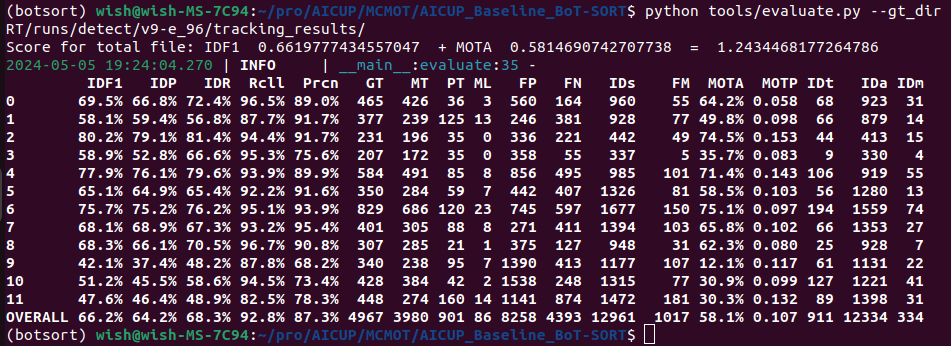 (botsort) wish@wish-MS-7C94:~/pro/AICUP/MCMOT/AICUP_Baseline_BoT-SORT$ python tools/evaluate.py --gt_dir
RT/runs/detect/v9-e_96/tracking_results/
Score for total file: IDF1  0.6619777434557047  + MOTA  0.5814690742707738  =  1.2434468177264786
2024-05-05 19:24:04.270 | INFO     | __main__:evaluate:35 -
IDF1 IDP IDR Rcll Prcn GT MT PT ML FP FN IDs FM MOTA MOTP IDt IDa IDm
0 69.5% 66.8% 72.4% 96.5% 89.0% 465 426 36 3 560 164 960 55 64.2% 0.058 68 923 31
1 58.1% 59.4% 56.8% 87.7% 91.7% 377 239 125 13 246 381 928 77 49.8% 0.098 66 879 14
2 80.2% 79.1% 81.4% 94.4% 91.7% 231 196 35 0 336 221 442 49 74.5% 0.153 44 413 15
3 58.9% 52.8% 66.6% 95.3% 75.6% 207 172 35 0 358 55 337 5 35.7% 0.083 9 330 4
4 77.9% 76.1% 79.6% 93.9% 89.9% 584 491 85 8 856 495 985 101 71.4% 0.143 106 919 55
5 65.1% 64.9% 65.4% 92.2% 91.6% 350 284 59 7 442 407 1326 81 58.5% 0.103 56 1280 13
6 75.7% 75.2% 76.2% 95.1% 93.9% 829 686 120 23 745 597 1677 150 75.1% 0.097 194 1559 74
7 68.1% 68.9% 67.3% 93.2% 95.4% 401 305 88 8 271 411 1394 103 65.8% 0.102 66 1353 27
8 68.3% 66.1% 70.5% 96.7% 90.8% 307 285 21 1 375 127 948 31 62.3% 0.080 25 928 7
9 42.1% 37.4% 48.2% 87.8% 68.2% 340 238 95 7 1390 413 1177 107 12.1% 0.117 61 1131 22
10 51.2% 45.5% 58.6% 94.5% 73.4% 428 384 42 2 1538 248 1315 77 30.9% 0.099 127 1221 41
11 47.6% 46.4% 48.9% 82.5% 78.3% 448 274 160 14 1141 874 1472 181 30.3% 0.132 89 1398 31
OVERALL 66.2% 64.2% 68.3% 92.8% 87.3% 4967 3980 901 86 8258 4393 12961 1017 58.1% 0.107 911 12334 334
(botsort) wish@wish-MS-7C94:~/pro/AICUP/MCMOT/AICUP_Baseline_BoT-SORT$